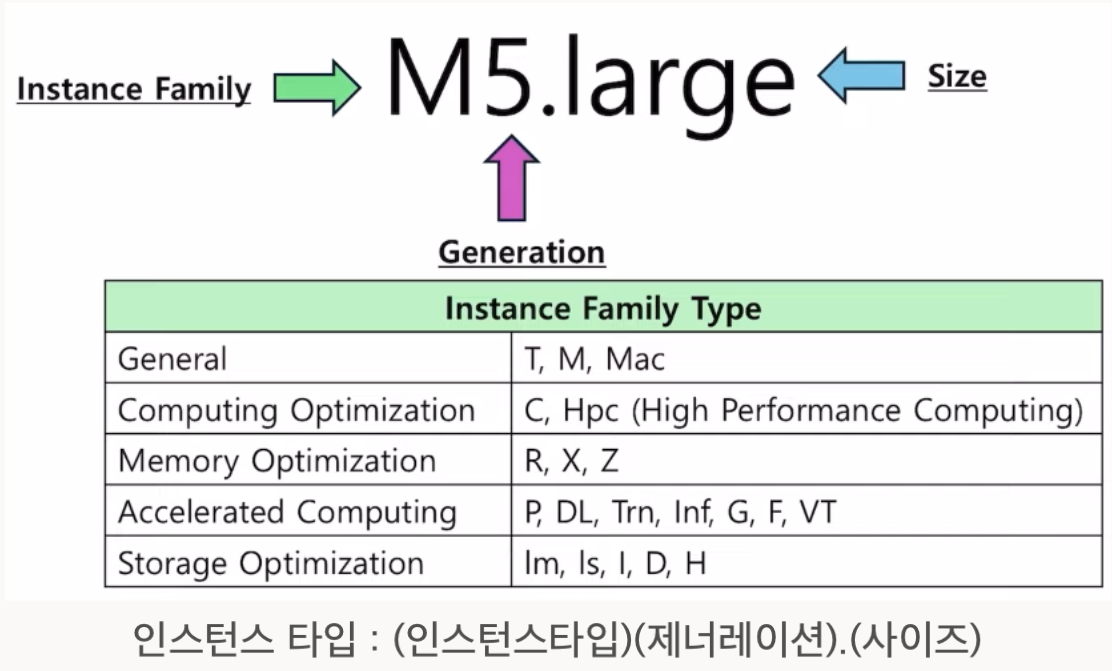 M5.large
Instance Family
Size
Generation
Instance Family Type
General T, M, Mac
Computing Optimization C, Hpc (High Performance Computing)
Memory Optimization R, X, Z
Accelerated Computing P, DL, Trn, Inf, G, F, VT
Storage Optimization Im, Is, I, D, H
인스턴스 타입 : (인스턴스타입)(제너레이션).(사이즈)